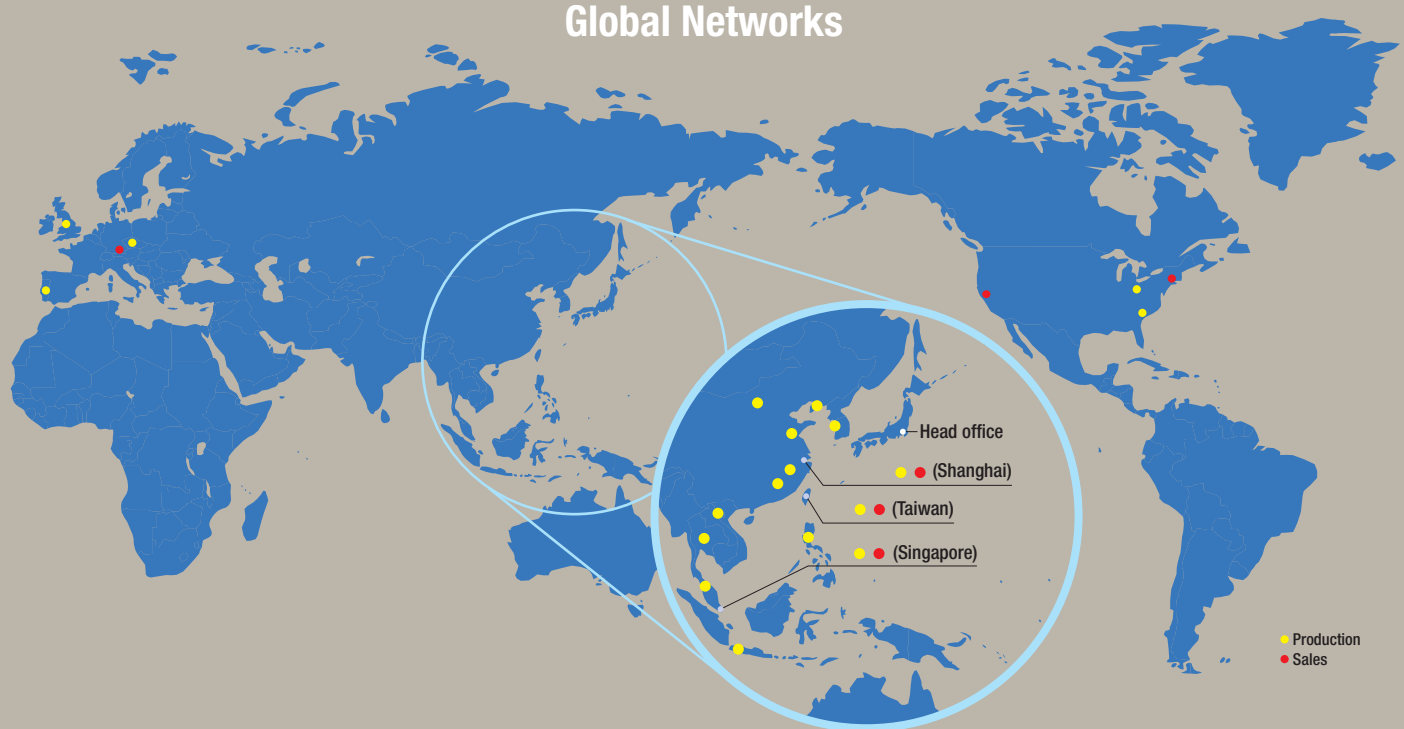 Global Networks
Head office
(Shanghai)
(Taiwan)
(Singapore)
Production
Sales